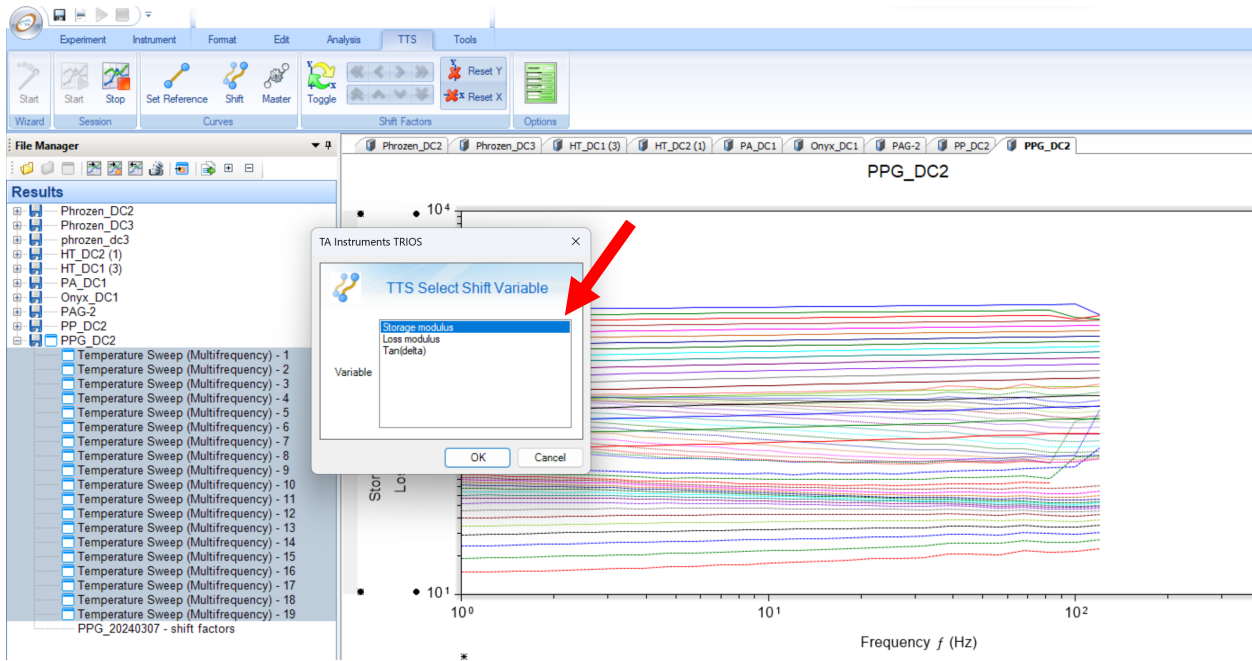 Experiment Instrument Format Edit Analysis TTS Tools
Start Start Stop Set Reference Shift Master Toggle Reset Y Reset X
Wizard Session Curves Shift Factors Options
File Manager
Results
Phrozen_DC2
Phrozen_DC3
phrozen_dc3
HT_DC2 (1)
HT_DC1 (3)
PA_DC1
Onyx_DC1
PAG-2
PP_DC2
PPG_DC2
Temperature Sweep (Multifrequency) - 1
Temperature Sweep (Multifrequency) - 2
Temperature Sweep (Multifrequency) - 3
Temperature Sweep (Multifrequency) - 4
Temperature Sweep (Multifrequency) - 5
Temperature Sweep (Multifrequency) - 6
Temperature Sweep (Multifrequency) - 7
Temperature Sweep (Multifrequency) - 8
Temperature Sweep (Multifrequency) - 9
Temperature Sweep (Multifrequency) - 10
Temperature Sweep (Multifrequency) - 11
Temperature Sweep (Multifrequency) - 12
Temperature Sweep (Multifrequency) - 13
Temperature Sweep (Multifrequency) - 14
Temperature Sweep (Multifrequency) - 15
Temperature Sweep (Multifrequency) - 16
Temperature Sweep (Multifrequency) - 17
Temperature Sweep (Multifrequency) - 18
Temperature Sweep (Multifrequency) - 19
PPG_20240307 - shift factors
Phrozen_DC2 Phrozen_DC3 HT_DC1 (3) HT_DC2 (1) PA_DC1 Onyx_DC1 PAG-2 PP_DC2 PPG_DC2
PPG_DC2
TA Instruments TRIOS
TTS Select Shift Variable
Variable
Storage modulus
Loss modulus
Tan(delta)
OK Cancel
10⁴
Stor
Lo
10¹
10⁰ 10¹ 10²
Frequency ƒ (Hz)